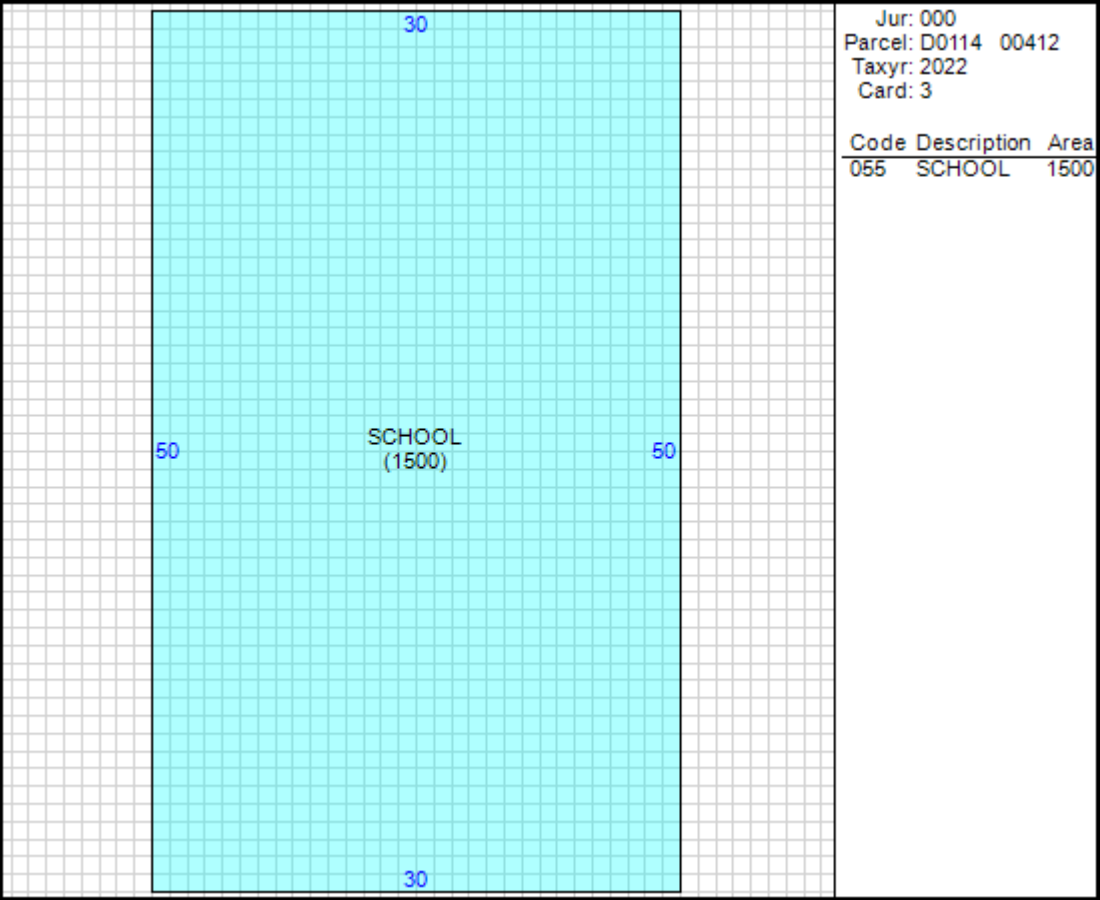 30
50
SCHOOL
(1500)
50
30
Jur: 000
Parcel: D0114 00412
Taxyr: 2022
Card: 3
Code Description Area
055 SCHOOL 1500